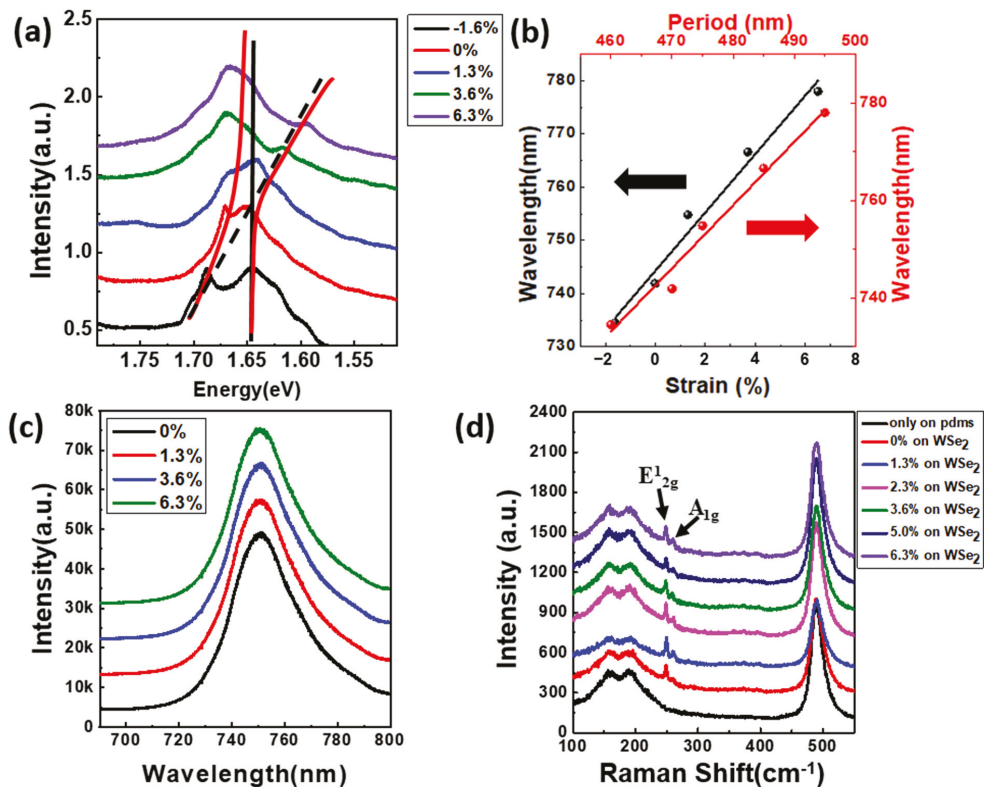 (a)
2.5
2.0
1.5
1.0
0.5
Intensity(a.u.)
1.75 1.70 1.65 1.60 1.55
Energy(eV)
-1.6%
0%
1.3%
3.6%
6.3%
(b)
Period (nm)
460 470 480 490 500
780
770
760
750
740
730
Wavelength(nm)
780
760
740
Wavelength(nm)
−2 0 2 4 6 8
Strain (%)
(c)
80k
70k
60k
50k
40k
30k
20k
10k
0
Intensity(a.u.)
700 720 740 760 780 800
Wavelength(nm)
0%
1.3%
3.6%
6.3%
(d)
2400
2100
1800
1500
1200
900
600
300
0
Intensity (a.u.)
E¹₂g
A₁g
100 200 300 400 500
Raman Shift(cm⁻¹)
only on pdms
0% on WSe₂
1.3% on WSe₂
2.3% on WSe₂
3.6% on WSe₂
5.0% on WSe₂
6.3% on WSe₂